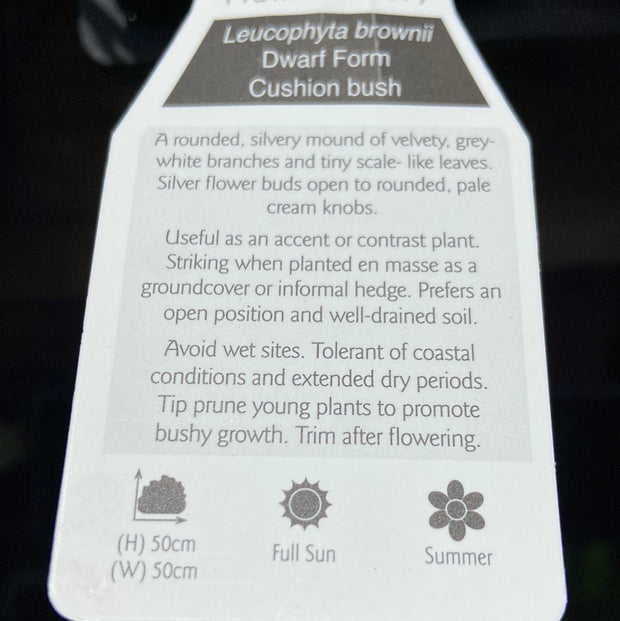 Leucophyta brownii
Dwarf Form
Cushion bush
A rounded, silvery mound of velvety, grey-
white branches and tiny scale- like leaves.
Silver flower buds open to rounded, pale
cream knobs.
Useful as an accent or contrast plant.
Striking when planted en masse as a
groundcover or informal hedge. Prefers an
open position and well-drained soil.
Avoid wet sites. Tolerant of coastal
conditions and extended dry periods.
Tip prune young plants to promote
bushy growth. Trim after flowering.
(H) 50cm
(W) 50cm
Full Sun
Summer